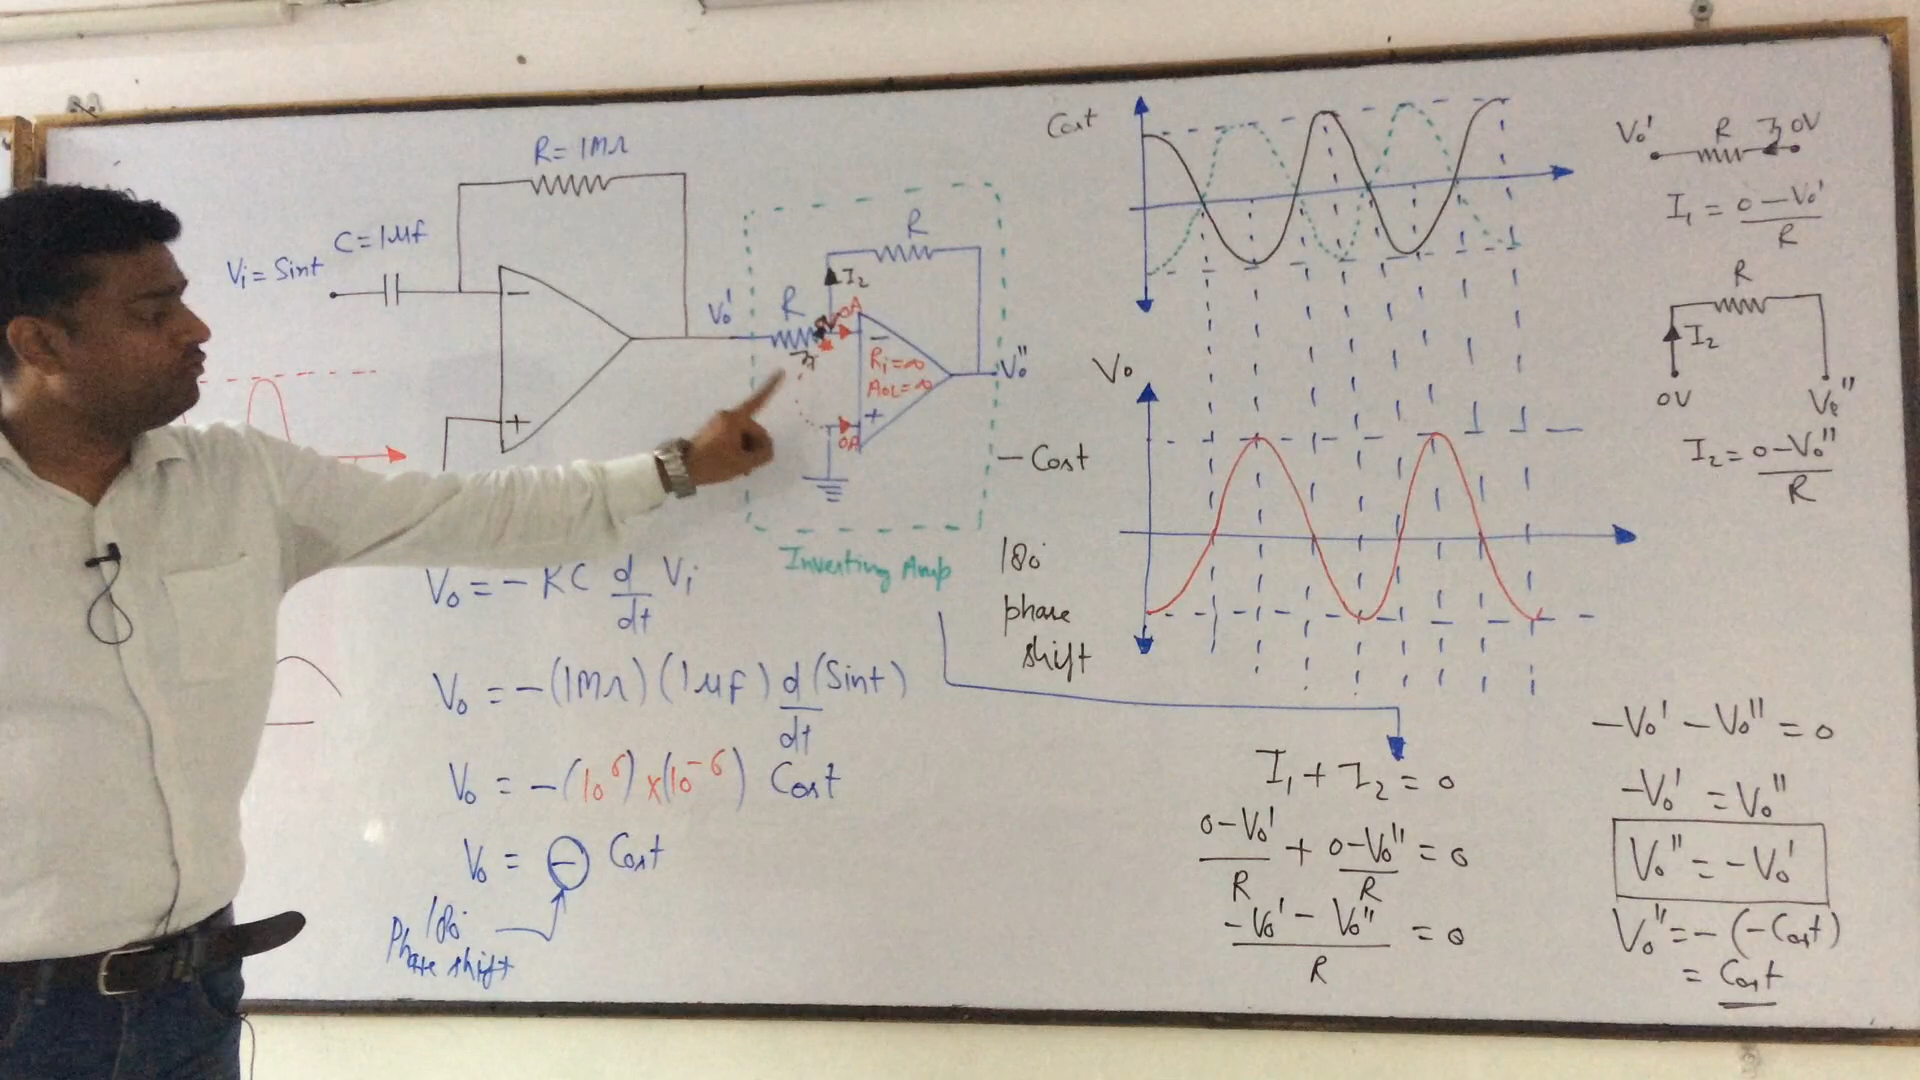 R = 1MΩ
C = 1μf
Vi = Sint
−
+
Vo'
R
I2
R
0A
−
Ri = ∞
AOL = ∞
+
0A
Vo''
Inverting Amp
Vo = − RC d/dt Vi
Vo = −(1MΩ)(1μf) d/dt (Sint)
Vo = −(10^6)×(10^-6) Cost
Vo = − Cost
180
Phase shift
Cost
Vo
− Cost
180
phase
shift
Vo' R I1 0V
I1 = 0−Vo'/R
R
I2
0V Vo''
I2 = 0−Vo''/R
I1 + I2 = 0
0−Vo'/R + 0−Vo''/R = 0
−Vo' − Vo''/R = 0
−Vo' − Vo'' = 0
−Vo' = Vo''
Vo'' = −Vo'
Vo'' = −(−Cost)
= Cost